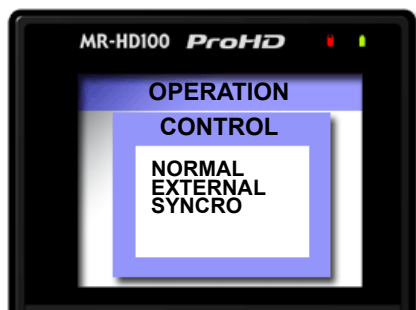 MR-HD100 ProHD
OPERATION
CONTROL
NORMAL
EXTERNAL
SYNCRO